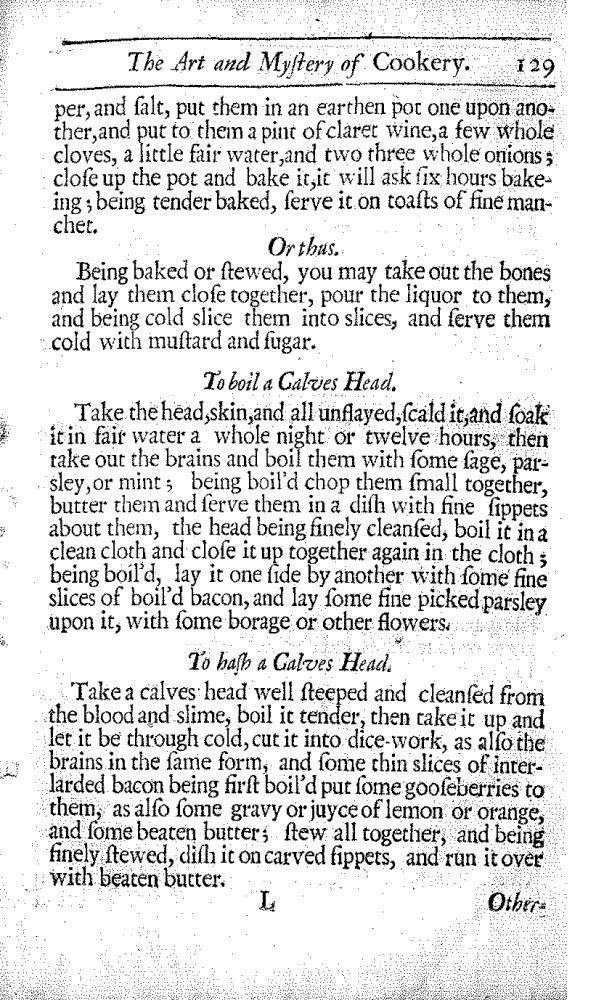 The Art and Myſtery of Cookery. 129
per, and ſalt, put them in an earthen pot one upon ano-
ther, and put to them a pint of claret wine, a few whole
cloves, a little fair water, and two three whole onions;
cloſe up the pot and bake it, it will ask ſix hours bake-
ing; being tender baked, ſerve it on toaſts of fine man-
chet.
Or thus.
Being baked or ſtewed, you may take out the bones
and lay them cloſe together, pour the liquor to them,
and being cold slice them into slices, and ſerve them
cold with muſtard and ſugar.
To boil a Calves Head.
Take the head, skin, and all unflayed, ſcald it, and ſoak
it in fair water a whole night or twelve hours, then
take out the brains and boil them with ſome ſage, par-
sley, or mint; being boil'd chop them ſmall together,
butter them and ſerve them in a diſh with fine ſippets
about them, the head being finely cleanſed, boil it in a
clean cloth and cloſe it up together again in the cloth;
being boil'd, lay it one ſide by another with ſome fine
slices of boil'd bacon, and lay ſome fine picked parsley
upon it, with ſome borage or other flowers.
To haſh a Calves Head.
Take a calves head well ſteeped and cleanſed from
the blood and slime, boil it tender, then take it up and
let it be through cold, cut it into dice-work, as alſo the
brains in the ſame form, and ſome thin slices of inter-
larded bacon being firſt boil'd put ſome gooſeberries to
them, as alſo ſome gravy or juyce of lemon or orange,
and ſome beaten butter; ſtew all together, and being
finely ſtewed, diſh it on carved ſippets, and run it over
with beaten butter.
L Other-